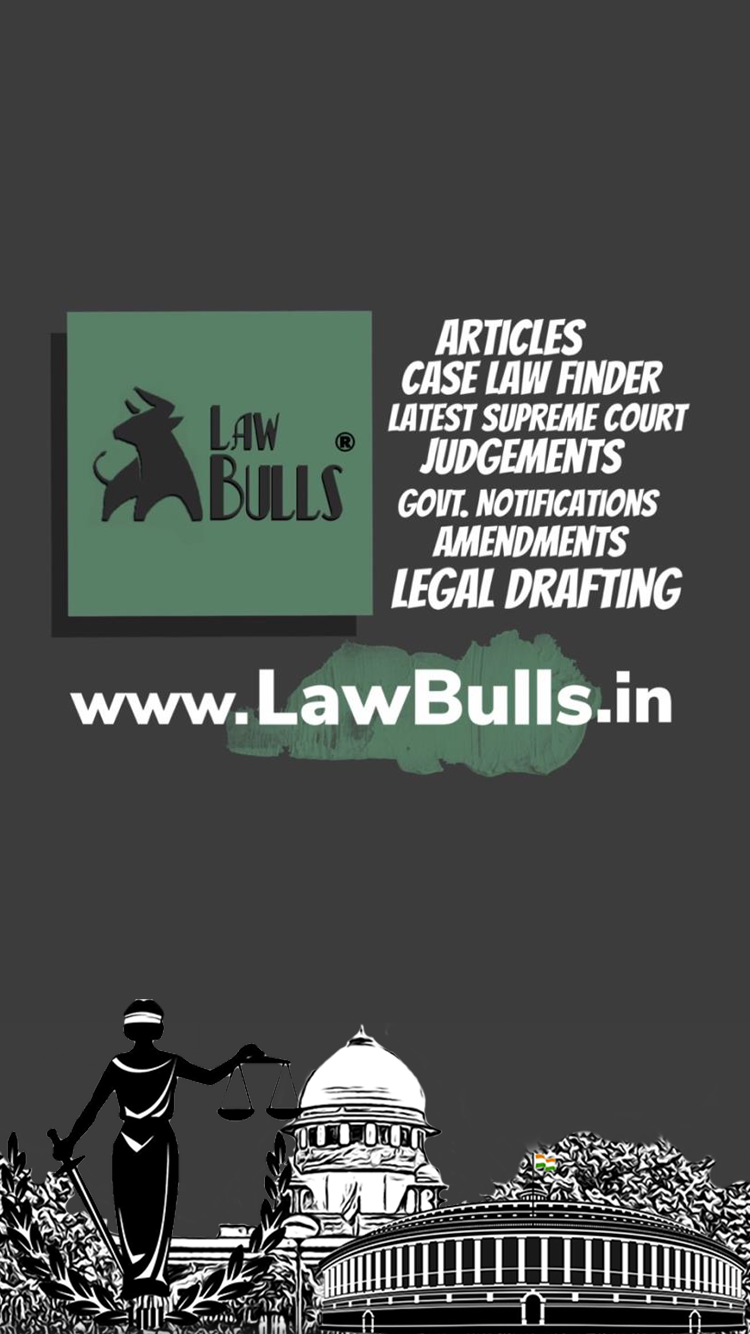 Law
Bulls ®
ARTICLES
CASE LAW FINDER
LATEST SUPREME COURT
JUDGEMENTS
GOVT. NOTIFICATIONS
AMENDMENTS
LEGAL DRAFTING
www.LawBulls.in